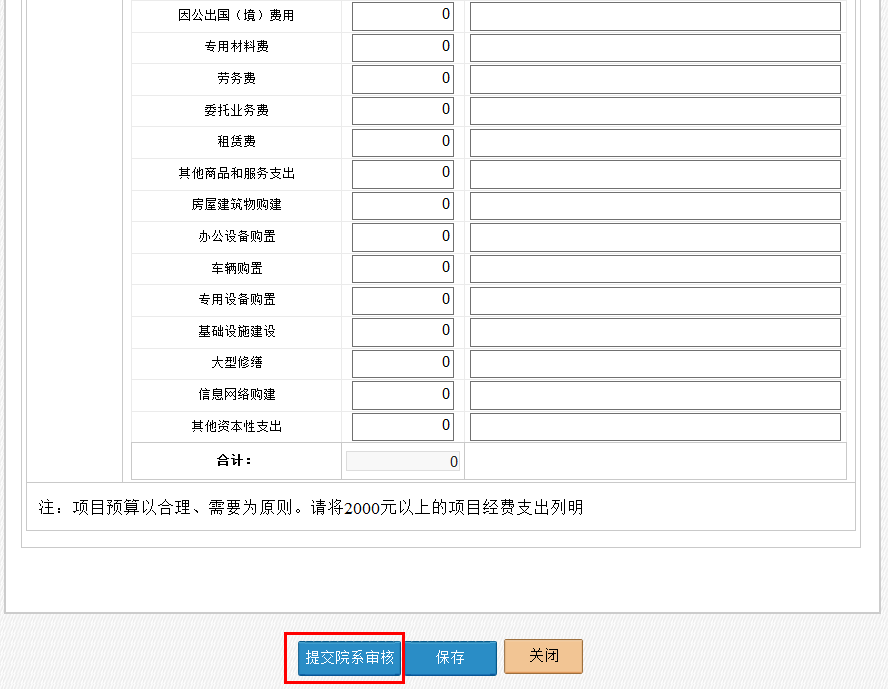 因公出国（境）费用 0
专用材料费 0
劳务费 0
委托业务费 0
租赁费 0
其他商品和服务支出 0
房屋建筑物购建 0
办公设备购置 0
车辆购置 0
专用设备购置 0
基础设施建设 0
大型修缮 0
信息网络购建 0
其他资本性支出 0
合计： 0
注：项目预算以合理、需要为原则。请将2000元以上的项目经费支出列明
提交院系审核 保存 关闭